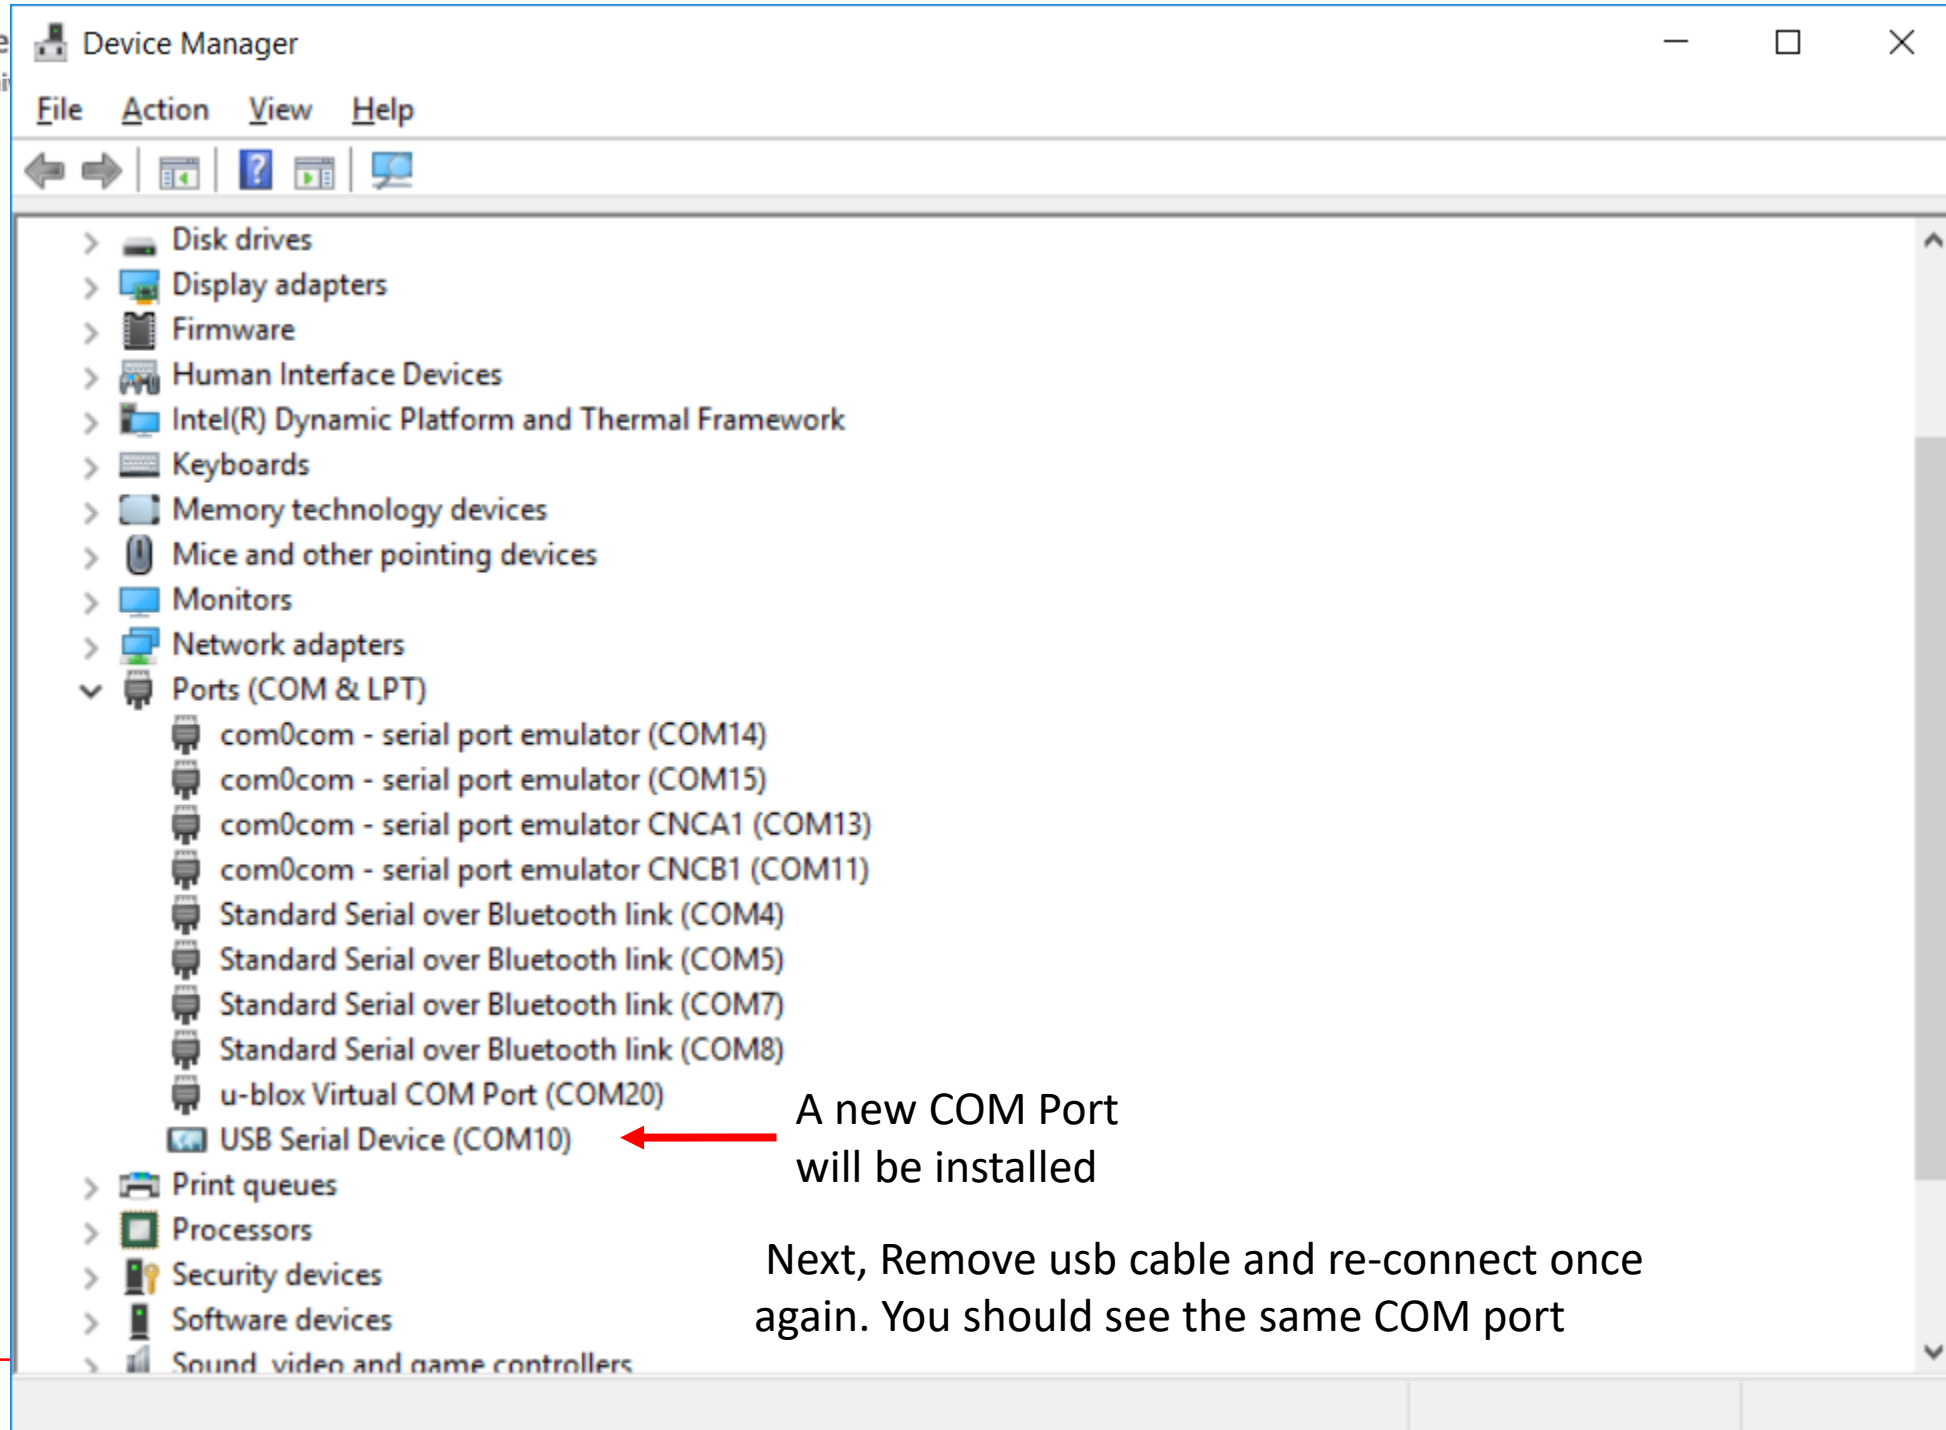 Device Manager
File Action View Help
Disk drives
Display adapters
Firmware
Human Interface Devices
Intel(R) Dynamic Platform and Thermal Framework
Keyboards
Memory technology devices
Mice and other pointing devices
Monitors
Network adapters
Ports (COM & LPT)
com0com - serial port emulator (COM14)
com0com - serial port emulator (COM15)
com0com - serial port emulator CNCA1 (COM13)
com0com - serial port emulator CNCB1 (COM11)
Standard Serial over Bluetooth link (COM4)
Standard Serial over Bluetooth link (COM5)
Standard Serial over Bluetooth link (COM7)
Standard Serial over Bluetooth link (COM8)
u-blox Virtual COM Port (COM20)
USB Serial Device (COM10)
A new COM Port
will be installed
Print queues
Processors
Security devices
Software devices
Sound, video and game controllers
Next, Remove usb cable and re-connect once
again. You should see the same COM port